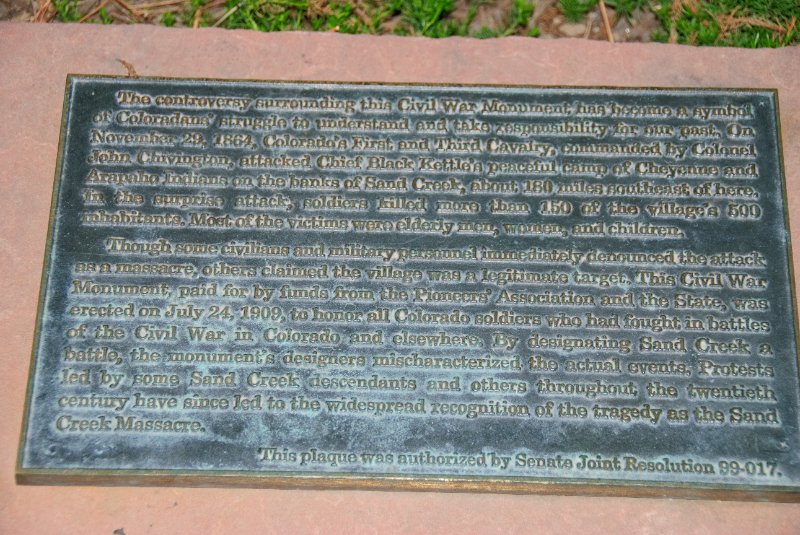 The controversy surrounding this Civil War Monument has become a symbol
of Coloradans' struggle to understand and take responsibility for our past. On
November 29, 1864, Colorado's First and Third Cavalry, commanded by Colonel
John Chivington, attacked Chief Black Kettle's peaceful camp of Cheyenne and
Arapaho Indians on the banks of Sand Creek, about 180 miles southeast of here.
In the surprise attack, soldiers killed more than 150 of the village's 500
inhabitants. Most of the victims were elderly men, women, and children.
Though some civilians and military personnel immediately denounced the attack
as a massacre, others claimed the village was a legitimate target. This Civil War
Monument, paid for by funds from the Pioneers' Association and the State, was
erected on July 24, 1909, to honor all Colorado soldiers who had fought in battles
of the Civil War in Colorado and elsewhere. By designating Sand Creek a
battle, the monument's designers mischaracterized the actual events. Protests
led by some Sand Creek descendants and others throughout the twentieth
century have since led to the widespread recognition of the tragedy as the Sand
Creek Massacre.
This plaque was authorized by Senate Joint Resolution 99-017.